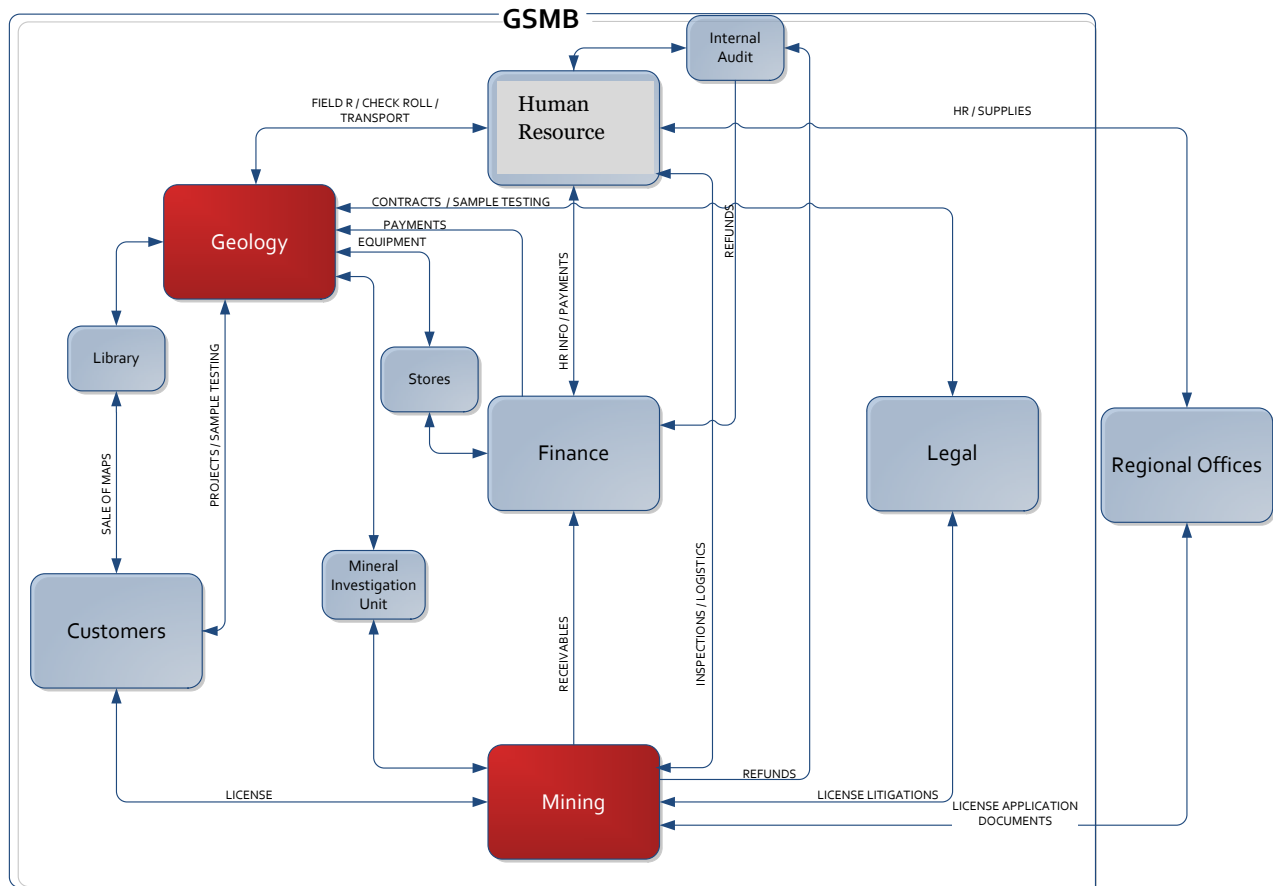 GSMB
Internal
Audit
Human
Resource
FIELD R / CHECK ROLL /
TRANSPORT
HR / SUPPLIES
CONTRACTS / SAMPLE TESTING
PAYMENTS
EQUIPMENT
Geology
REFUNDS
HR INFO / PAYMENTS
Library
Stores
PROJECTS / SAMPLE TESTING
Finance
Legal
Regional Offices
SALE OF MAPS
Mineral
Investigation
Unit
Customers
RECEIVABLES
INSPECTIONS / LOGISTICS
REFUNDS
LICENSE
Mining
LICENSE LITIGATIONS
LICENSE APPLICATION
DOCUMENTS